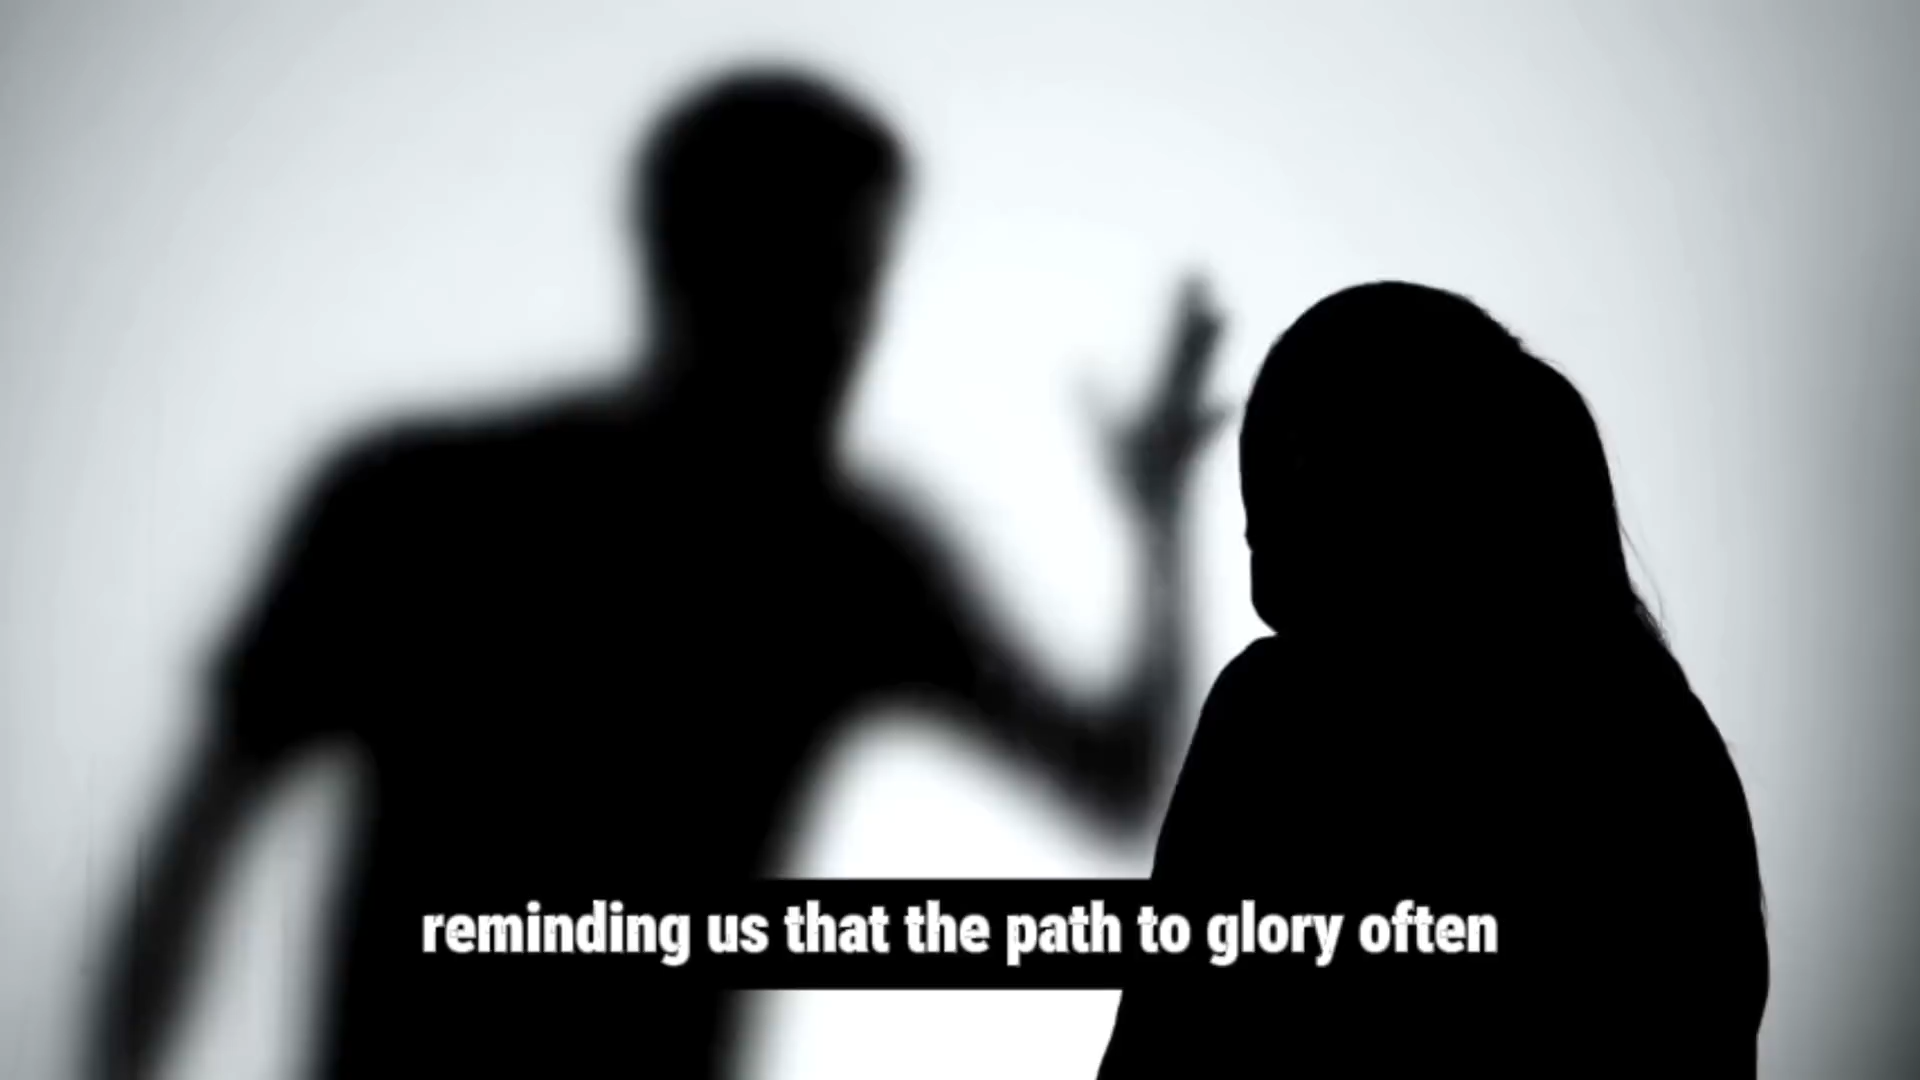 reminding us that the path to glory often